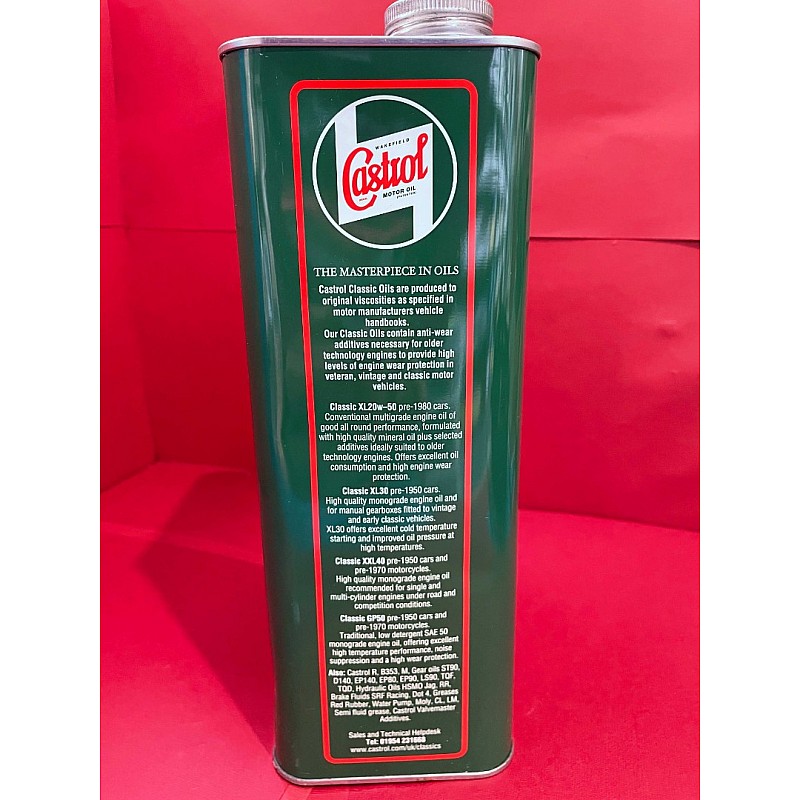 WAKEFIELD
Castrol
MOTOR OIL
THE MASTERPIECE IN OILS
Castrol Classic Oils are produced to
original viscosities as specified in
motor manufacturers vehicle
handbooks.
Our Classic Oils contain anti-wear
additives necessary for older
technology engines to provide high
levels of engine wear protection in
veteran, vintage and classic motor
vehicles.
Classic XL20w–50 pre-1980 cars.
Conventional multigrade engine oil of
good all round performance, formulated
with high quality mineral oil plus selected
additives ideally suited to older
technology engines. Offers excellent oil
consumption and high engine wear
protection.
Classic XL30 pre-1950 cars.
High quality monograde engine oil and
for manual gearboxes fitted to vintage
and early classic vehicles.
XL30 offers excellent cold temperature
starting and improved oil pressure at
high temperatures.
Classic XXL40 pre-1950 cars and
pre-1970 motorcycles.
High quality monograde engine oil
recommended for single and
multi-cylinder engines under road and
competition conditions.
Classic GP50 pre-1950 cars and
pre-1970 motorcycles.
Traditional, low detergent SAE 50
monograde engine oil, offering excellent
high temperature performance, noise
suppression and a high wear protection.
Also: Castrol R, B353, M, Gear oils ST90,
D140, EP140, EP80, EP90, LS90, TQF,
TQD, Hydraulic Oils HSMO Jag, RR,
Brake Fluids SRF Racing, Dot 4, Greases
Red Rubber, Water Pump, Moly, CL, LM,
Semi fluid grease, Castrol Valvemaster
Additives.
Sales and Technical Helpdesk
Tel: 01954 231668
www.castrol.com/uk/classics